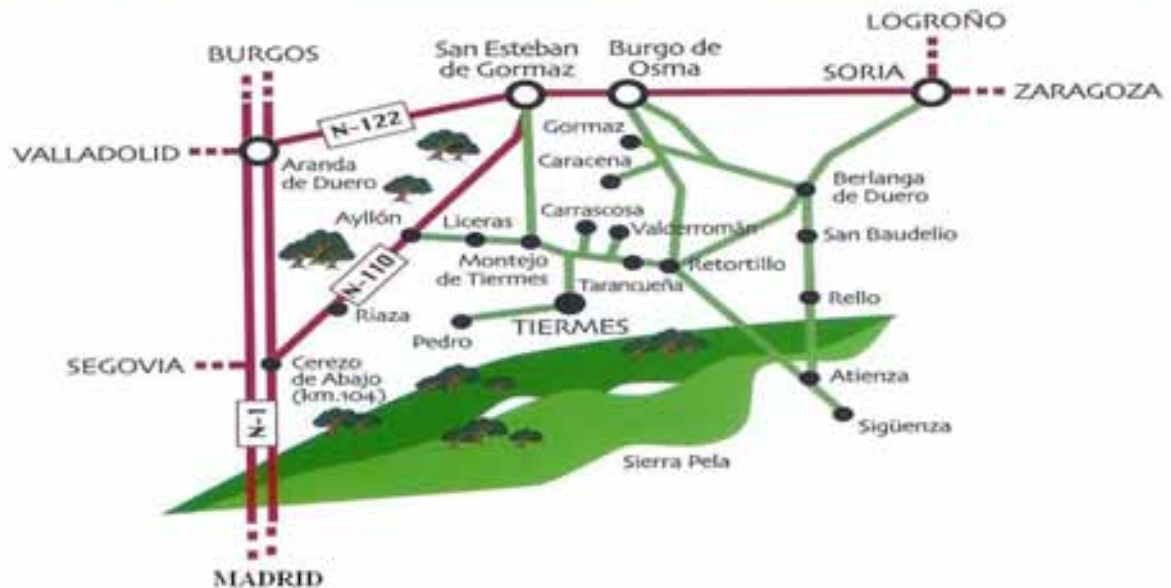 LOGROÑO
BURGOS
San Esteban
de Gormaz
Burgo de
Osma
SORIA
ZARAGOZA
N-122
VALLADOLID
Aranda
de Duero
Gormaz
Caracena
Berlanga
de Duero
Ayllón
Liceras
Carrascosa
Valcerromán
San Baudelio
Montejo
de Tiermes
Tarancueña
Retortillo
N-110
Riaza
Pedro
TIERMES
Rello
SEGOVIA
Cerezo
de Abajo
(km.104)
Atienza
N-1
Sigüenza
Sierra Pela
MADRID